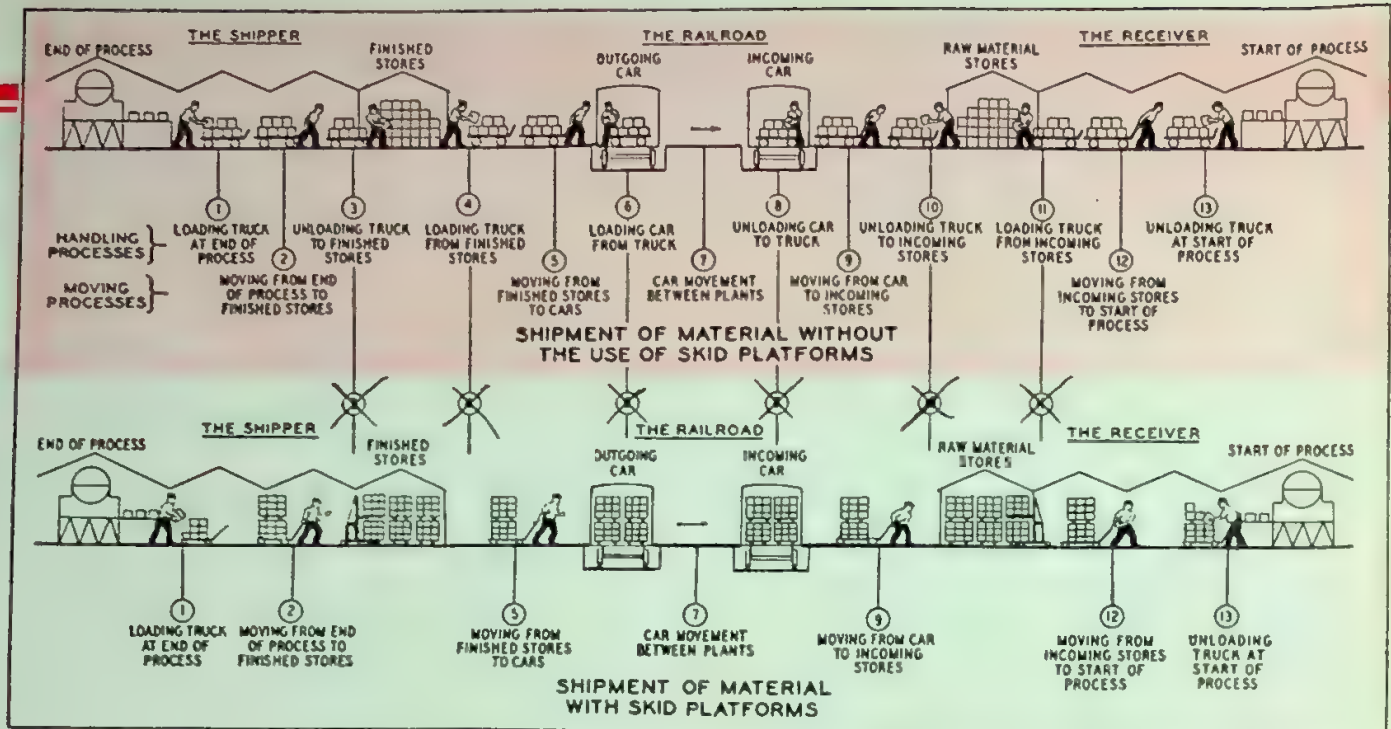 THE SHIPPER
THE RAILROAD
THE RECEIVER
END OF PROCESS
FINISHED
STORES
OUTGOING
CAR
INCOMING
CAR
RAW MATERIAL
STORES
START OF PROCESS
HANDLING
PROCESSES
MOVING
PROCESSES
1
LOADING TRUCK
AT END OF
PROCESS
2
MOVING FROM END
OF PROCESS TO
FINISHED STORES
3
UNLOADING TRUCK
TO FINISHED
STORES
4
LOADING TRUCK
FROM FINISHED
STORES
5
MOVING FROM
FINISHED STORES
TO CARS
6
LOADING CAR
FROM TRUCK
7
CAR MOVEMENT
BETWEEN PLANTS
8
UNLOADING CAR
TO TRUCK
9
MOVING FROM CAR
TO INCOMING
STORES
10
UNLOADING TRUCK
TO INCOMING
STORES
11
LOADING TRUCK
FROM INCOMING
STORES
12
MOVING FROM
INCOMING STORES
TO START OF
PROCESS
13
UNLOADING TRUCK
AT START OF
PROCESS
SHIPMENT OF MATERIAL WITHOUT
THE USE OF SKID PLATFORMS
THE SHIPPER
THE RAILROAD
THE RECEIVER
END OF PROCESS
FINISHED
STORES
OUTGOING
CAR
INCOMING
CAR
RAW MATERIAL
STORES
START OF PROCESS
1
LOADING TRUCK
AT END OF
PROCESS
2
MOVING FROM END
OF PROCESS TO
FINISHED STORES
5
MOVING FROM
FINISHED STORES
TO CARS
7
CAR MOVEMENT
BETWEEN PLANTS
9
MOVING FROM CAR
TO INCOMING
STORES
12
MOVING FROM
INCOMING STORES
TO START OF
PROCESS
13
UNLOADING
TRUCK AT
START OF
PROCESS
SHIPMENT OF MATERIAL
WITH SKID PLATFORMS